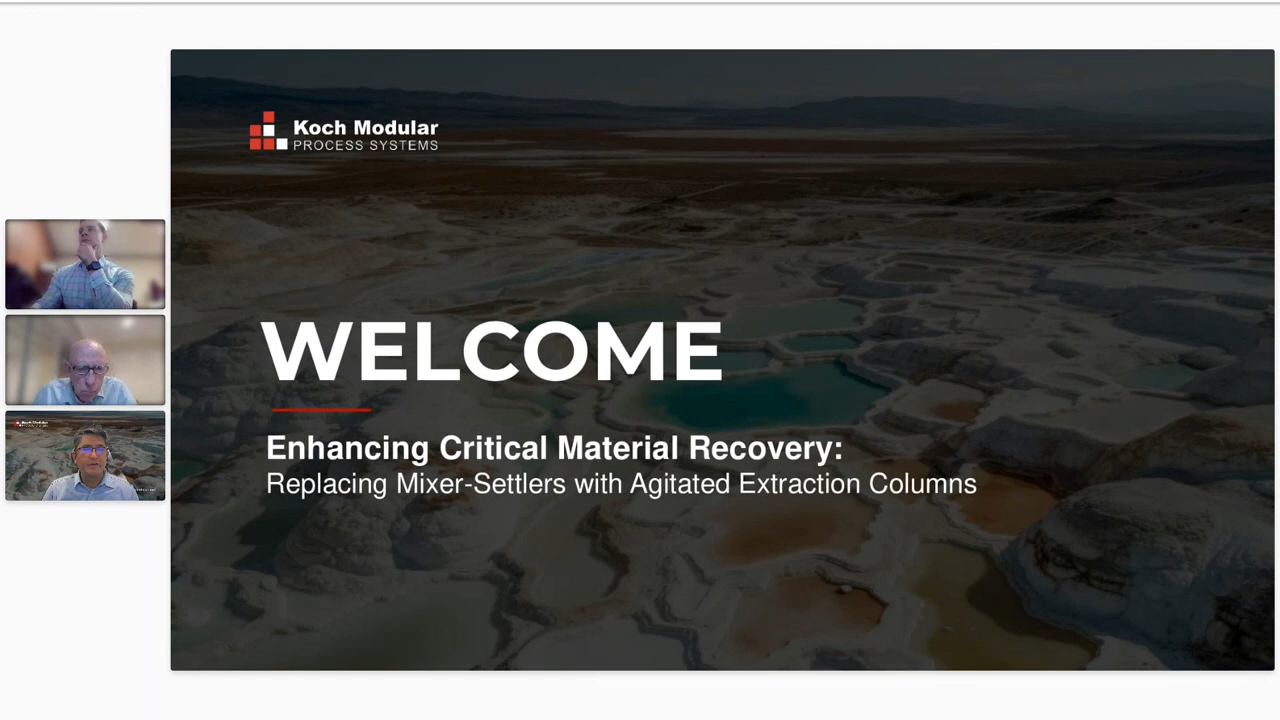 Koch Modular
PROCESS SYSTEMS
WELCOME
Enhancing Critical Material Recovery:
Replacing Mixer-Settlers with Agitated Extraction Columns